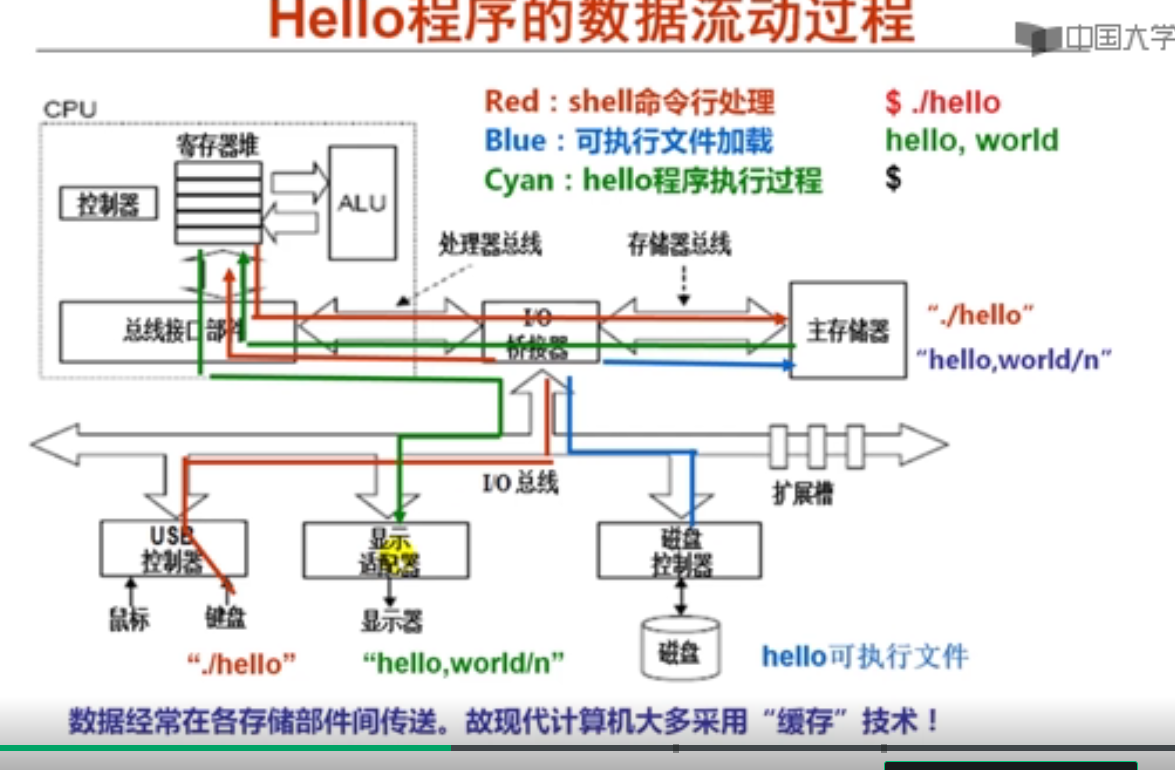 Hello程序的数据流动过程
中国大学
CPU
Red：shell命令行处理
$ ./hello
Blue：可执行文件加载
hello, world
Cyan：hello程序执行过程
$
寄存器堆
控制器
ALU
处理器总线
存储器总线
总线接口部件
I/O
桥接器
主存储器
“./hello”
“hello,world/n”
I/O 总线
扩展槽
USB
控制器
显示
适配器
磁盘
控制器
鼠标
键盘
显示器
磁盘
“./hello”
“hello,world/n”
hello可执行文件
数据经常在各存储部件间传送。故现代计算机大多采用“缓存”技术！